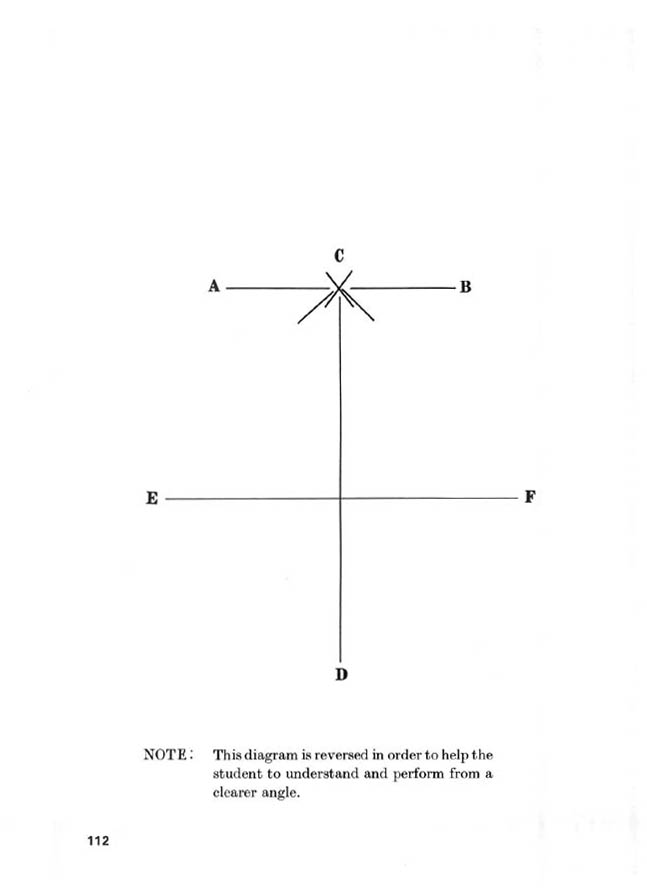 C
A B
E F
D
NOTE: This diagram is reversed in order to help the
student to understand and perform from a
clearer angle.
112